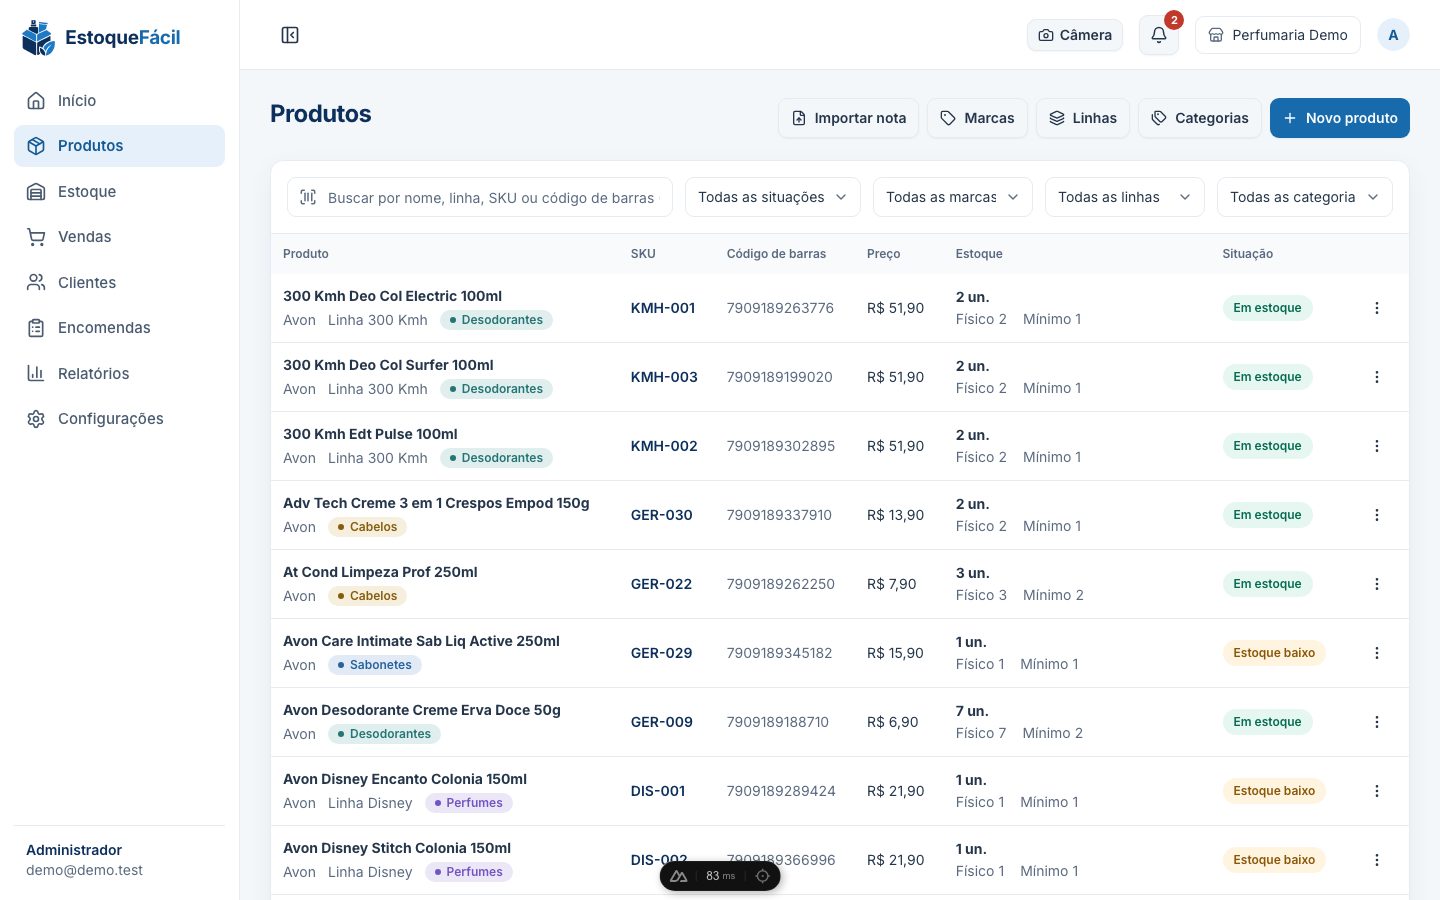 EstoqueFácil
Câmera
2
Perfumaria Demo
A
Início
Produtos
Estoque
Vendas
Clientes
Encomendas
Relatórios
Configurações
Administrador
demo@demo.test
Produtos
Importar nota
Marcas
Linhas
Categorias
Novo produto
Buscar por nome, linha, SKU ou código de barras
Todas as situações
Todas as marcas
Todas as linhas
Todas as categoria
Produto SKU Código de barras Preço Estoque Situação
300 Kmh Deo Col Electric 100ml
Avon Linha 300 Kmh Desodorantes
KMH-001 7909189263776 R$ 51,90
2 un.
Físico 2 Mínimo 1
Em estoque
300 Kmh Deo Col Surfer 100ml
Avon Linha 300 Kmh Desodorantes
KMH-003 7909189199020 R$ 51,90
2 un.
Físico 2 Mínimo 1
Em estoque
300 Kmh Edt Pulse 100ml
Avon Linha 300 Kmh Desodorantes
KMH-002 7909189302895 R$ 51,90
2 un.
Físico 2 Mínimo 1
Em estoque
Adv Tech Creme 3 em 1 Crespos Empod 150g
Avon Cabelos
GER-030 7909189337910 R$ 13,90
2 un.
Físico 2 Mínimo 1
Em estoque
At Cond Limpeza Prof 250ml
Avon Cabelos
GER-022 7909189262250 R$ 7,90
3 un.
Físico 3 Mínimo 2
Em estoque
Avon Care Intimate Sab Liq Active 250ml
Avon Sabonetes
GER-029 7909189345182 R$ 15,90
1 un.
Físico 1 Mínimo 1
Estoque baixo
Avon Desodorante Creme Erva Doce 50g
Avon Desodorantes
GER-009 7909189188710 R$ 6,90
7 un.
Físico 7 Mínimo 2
Em estoque
Avon Disney Encanto Colonia 150ml
Avon Linha Disney Perfumes
DIS-001 7909189289424 R$ 21,90
1 un.
Físico 1 Mínimo 1
Estoque baixo
Avon Disney Stitch Colonia 150ml
Avon Linha Disney Perfumes
DIS-002 7909189366996 R$ 21,90
1 un.
Físico 1 Mínimo 1
Estoque baixo
83 ms